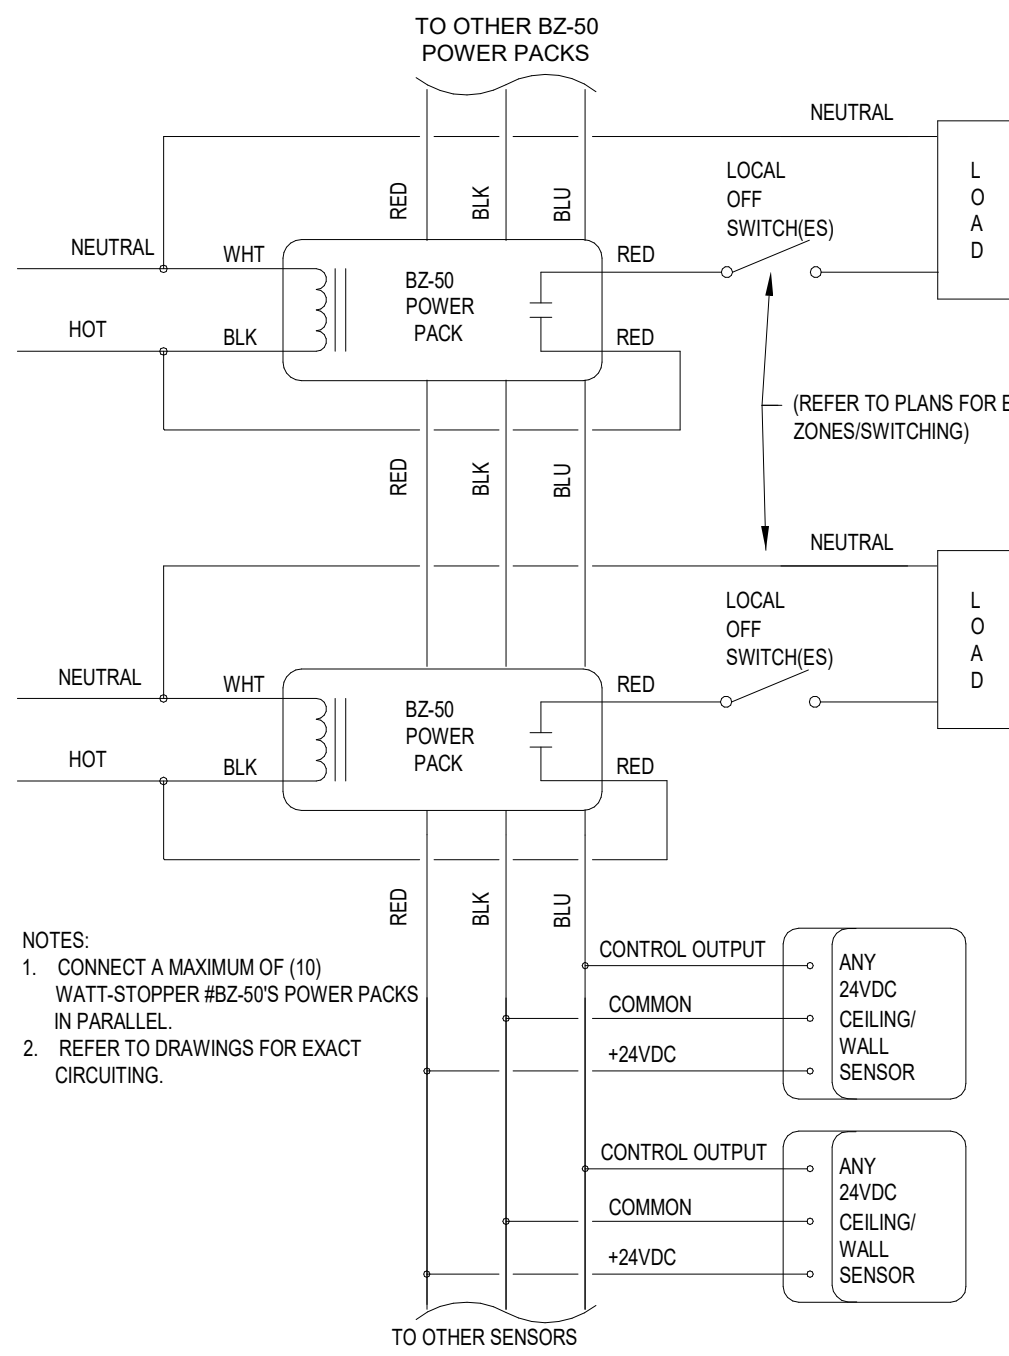 TO OTHER BZ-50
POWER PACKS
NEUTRAL
RED
BLK
BLU
LOCAL
OFF
SWITCH(ES)
L
O
A
D
NEUTRAL
WHT
RED
BZ-50
POWER
PACK
HOT
BLK
RED
(REFER TO PLANS FOR E
ZONES/SWITCHING)
RED
BLK
BLU
NEUTRAL
LOCAL
OFF
SWITCH(ES)
L
O
A
D
NEUTRAL
WHT
RED
BZ-50
POWER
PACK
HOT
BLK
RED
RED
BLK
BLU
NOTES:
1. CONNECT A MAXIMUM OF (10)
WATT-STOPPER #BZ-50'S POWER PACKS
IN PARALLEL.
2. REFER TO DRAWINGS FOR EXACT
CIRCUITING.
CONTROL OUTPUT
COMMON
+24VDC
ANY
24VDC
CEILING/
WALL
SENSOR
CONTROL OUTPUT
COMMON
+24VDC
ANY
24VDC
CEILING/
WALL
SENSOR
TO OTHER SENSORS